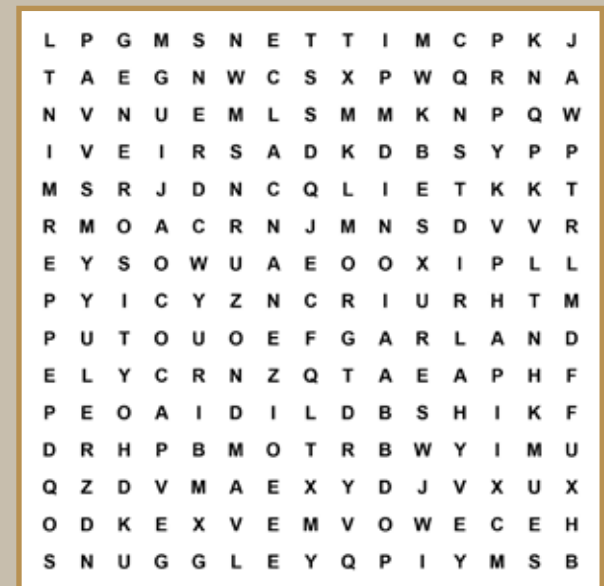 L P G M S N E T T I M C P K J
T A E G N W C S X P W Q R N A
N V N U E M L S M M K N P Q W
I V E I R S A D K D B S Y P P
M S R J D N C Q L I E T K K T
R M O A C R N J M N S D V V R
E Y S O W U A E O O X I P L L
P Y I C Y Z N C R I U R H T M
P U T O U O E F G A R L A N D
E L Y C R N Z Q T A E A P H F
P E O A I D I L D B S H I K F
D R H P B M O T R B W Y I M U
Q Z D V M A E X Y D J V X U X
O D K E X V E M V O W E C E H
S N U G G L E Y Q P I Y M S B